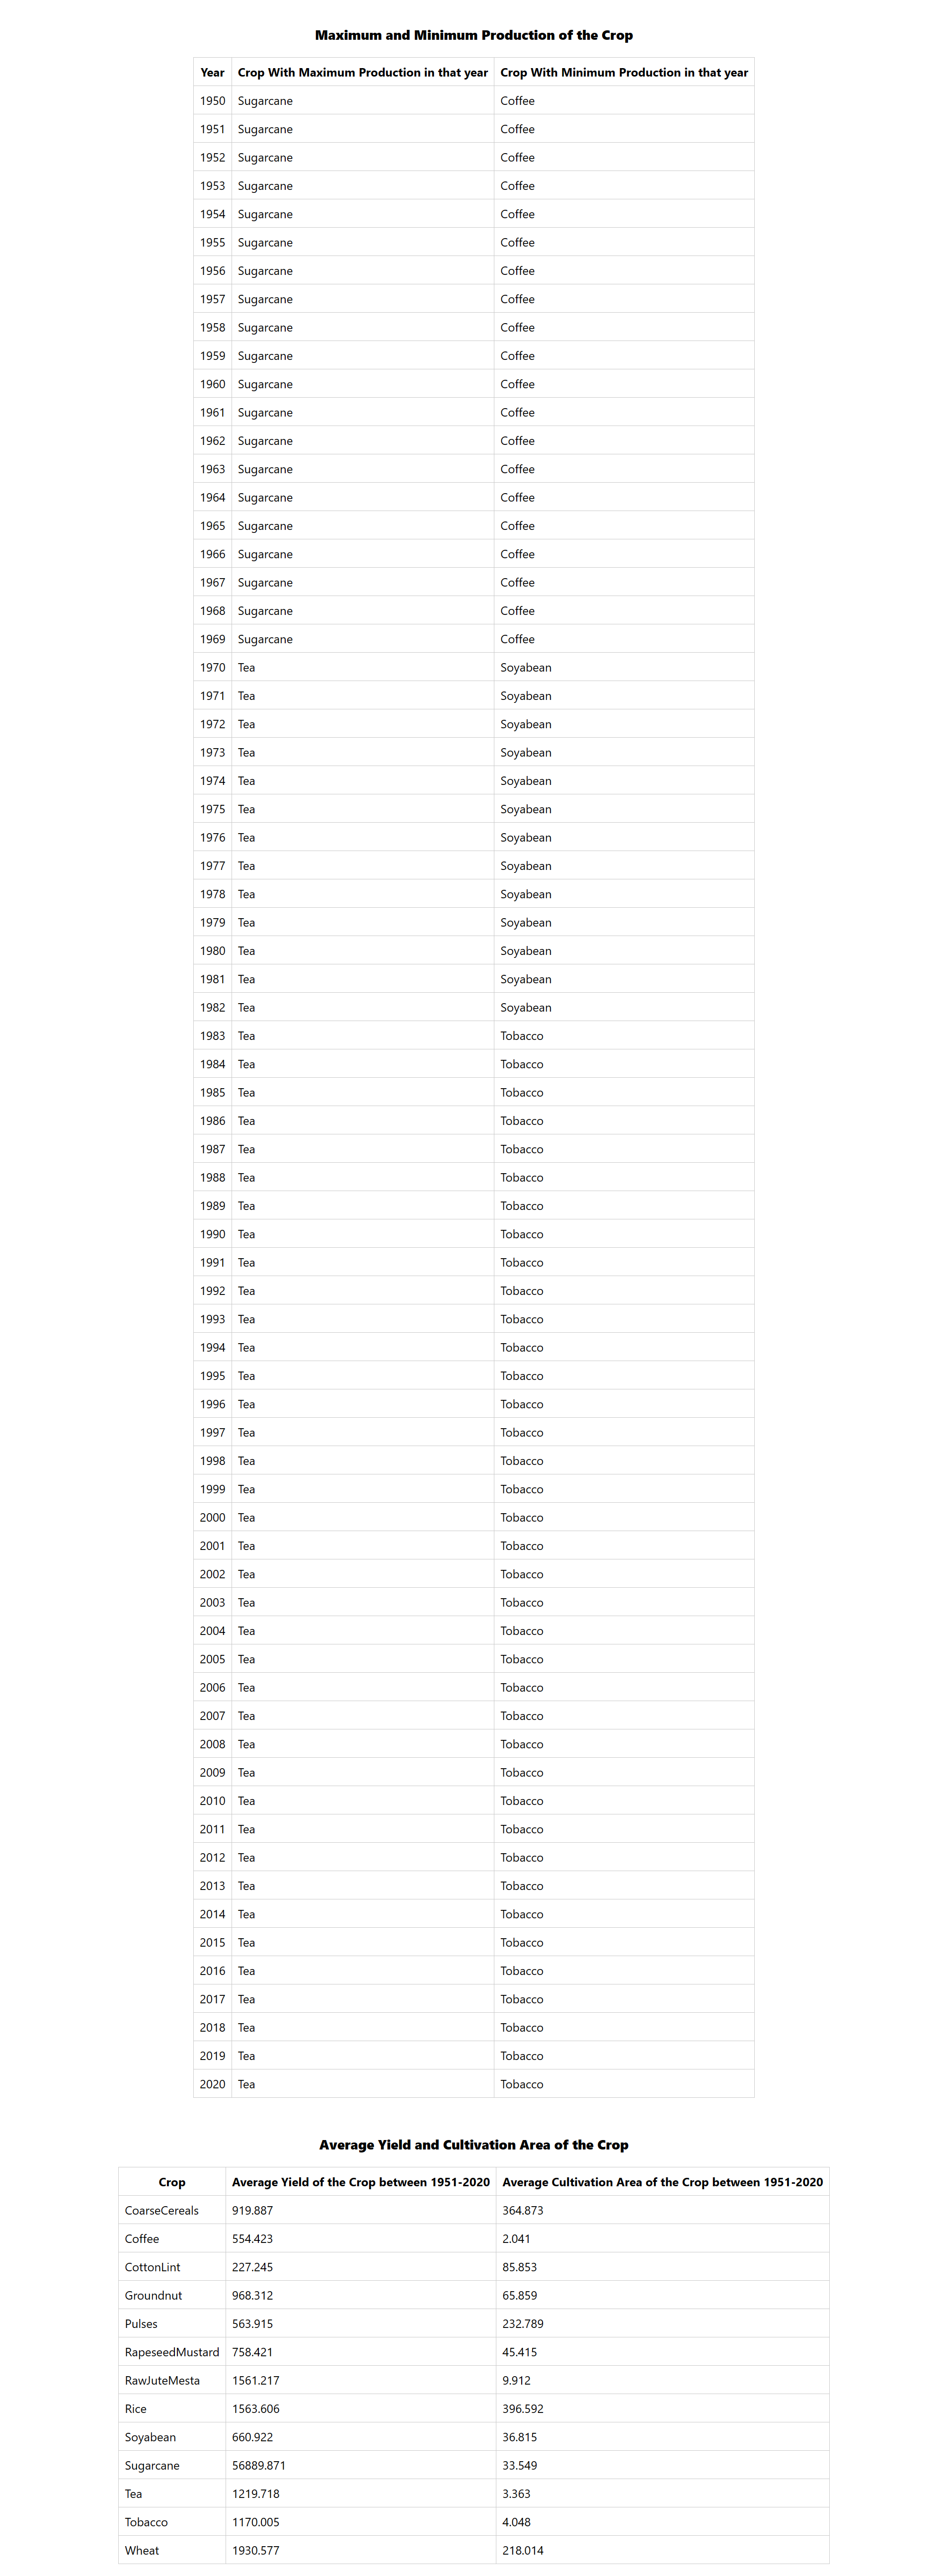 Maximum and Minimum Production of the Crop
Year Crop With Maximum Production in that year Crop With Minimum Production in that year
1950 Sugarcane Coffee
1951 Sugarcane Coffee
1952 Sugarcane Coffee
1953 Sugarcane Coffee
1954 Sugarcane Coffee
1955 Sugarcane Coffee
1956 Sugarcane Coffee
1957 Sugarcane Coffee
1958 Sugarcane Coffee
1959 Sugarcane Coffee
1960 Sugarcane Coffee
1961 Sugarcane Coffee
1962 Sugarcane Coffee
1963 Sugarcane Coffee
1964 Sugarcane Coffee
1965 Sugarcane Coffee
1966 Sugarcane Coffee
1967 Sugarcane Coffee
1968 Sugarcane Coffee
1969 Sugarcane Coffee
1970 Tea Soyabean
1971 Tea Soyabean
1972 Tea Soyabean
1973 Tea Soyabean
1974 Tea Soyabean
1975 Tea Soyabean
1976 Tea Soyabean
1977 Tea Soyabean
1978 Tea Soyabean
1979 Tea Soyabean
1980 Tea Soyabean
1981 Tea Soyabean
1982 Tea Soyabean
1983 Tea Tobacco
1984 Tea Tobacco
1985 Tea Tobacco
1986 Tea Tobacco
1987 Tea Tobacco
1988 Tea Tobacco
1989 Tea Tobacco
1990 Tea Tobacco
1991 Tea Tobacco
1992 Tea Tobacco
1993 Tea Tobacco
1994 Tea Tobacco
1995 Tea Tobacco
1996 Tea Tobacco
1997 Tea Tobacco
1998 Tea Tobacco
1999 Tea Tobacco
2000 Tea Tobacco
2001 Tea Tobacco
2002 Tea Tobacco
2003 Tea Tobacco
2004 Tea Tobacco
2005 Tea Tobacco
2006 Tea Tobacco
2007 Tea Tobacco
2008 Tea Tobacco
2009 Tea Tobacco
2010 Tea Tobacco
2011 Tea Tobacco
2012 Tea Tobacco
2013 Tea Tobacco
2014 Tea Tobacco
2015 Tea Tobacco
2016 Tea Tobacco
2017 Tea Tobacco
2018 Tea Tobacco
2019 Tea Tobacco
2020 Tea Tobacco
Average Yield and Cultivation Area of the Crop
Crop Average Yield of the Crop between 1951-2020 Average Cultivation Area of the Crop between 1951-2020
CoarseCereals 919.887 364.873
Coffee 554.423 2.041
CottonLint 227.245 85.853
Groundnut 968.312 65.859
Pulses 563.915 232.789
RapeseedMustard 758.421 45.415
RawJuteMesta 1561.217 9.912
Rice 1563.606 396.592
Soyabean 660.922 36.815
Sugarcane 56889.871 33.549
Tea 1219.718 3.363
Tobacco 1170.005 4.048
Wheat 1930.577 218.014